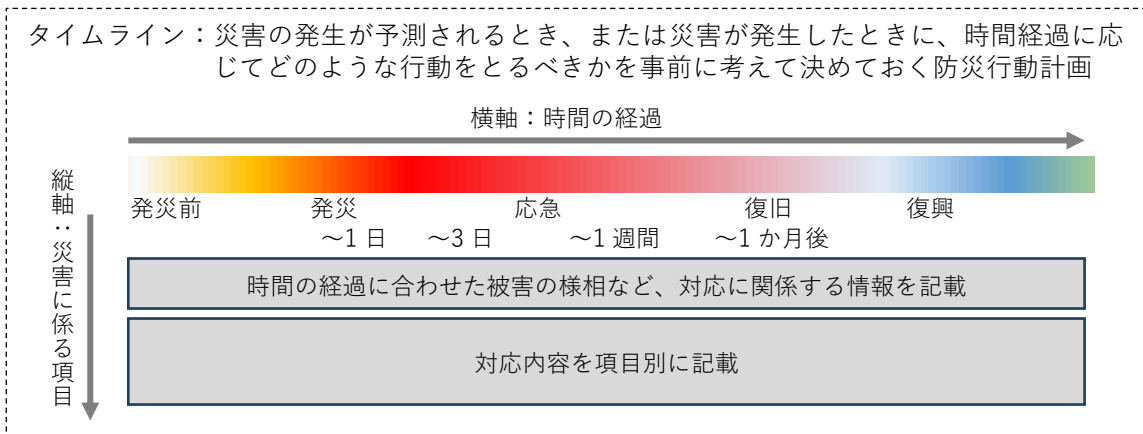 タイムライン：災害の発生が予測されるとき、または災害が発生したときに、時間経過に応
じてどのような行動をとるべきかを事前に考えて決めておく防災行動計画
横軸：時間の経過
縦軸：災害に係る項目
発災前 発災 応急 復旧 復興
～1日 ～3日 ～1週間 ～1か月後
時間の経過に合わせた被害の様相など、対応に関係する情報を記載
対応内容を項目別に記載